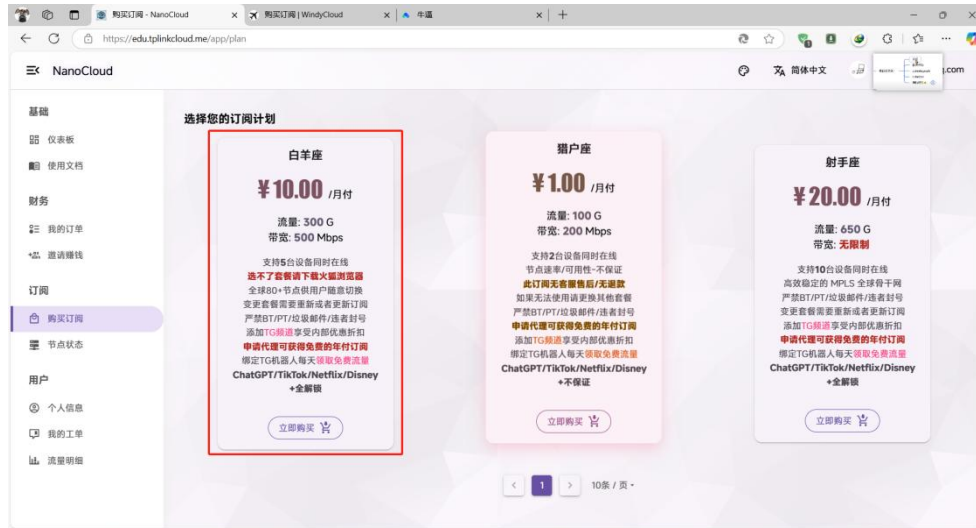 购买订阅 - NanoCloud
购买订阅 | WindyCloud
牛逼
https://edu.tplinkcloud.me/app/plan
NanoCloud
简体中文
.com
基础
仪表板
使用文档
财务
我的订单
邀请赚钱
订阅
购买订阅
节点状态
用户
个人信息
我的工单
流量明细
选择您的订阅计划
白羊座
¥10.00 /月付
流量: 300 G
带宽: 500 Mbps
支持5台设备同时在线
选不了套餐请下载火狐浏览器
全球80+节点供用户随意切换
变更套餐需要重新或者更新订阅
严禁BT/PT/垃圾邮件/违者封号
添加TG频道享受内部优惠折扣
申请代理可获得免费的年付订阅
绑定TG机器人每天领取免费流量
ChatGPT/TikTok/Netflix/Disney
+全解锁
立即购买
猎户座
¥1.00 /月付
流量: 100 G
带宽: 200 Mbps
支持2台设备同时在线
节点速率/可用性-不保证
此订阅无客服售后/无退款
如果无法使用请更换其他套餐
严禁BT/PT/垃圾邮件/违者封号
申请代理可获得免费的年付订阅
添加TG频道享受内部优惠折扣
绑定TG机器人每天领取免费流量
ChatGPT/TikTok/Netflix/Disney
+不保证
立即购买
射手座
¥20.00 /月付
流量: 650 G
带宽: 无限制
支持10台设备同时在线
高效稳定的 MPLS 全球骨干网
严禁BT/PT/垃圾邮件/违者封号
变更套餐需要重新或者更新订阅
添加TG频道享受内部优惠折扣
申请代理可获得免费的年付订阅
绑定TG机器人每天领取免费流量
ChatGPT/TikTok/Netflix/Disney
+全解锁
立即购买
1
10条 / 页